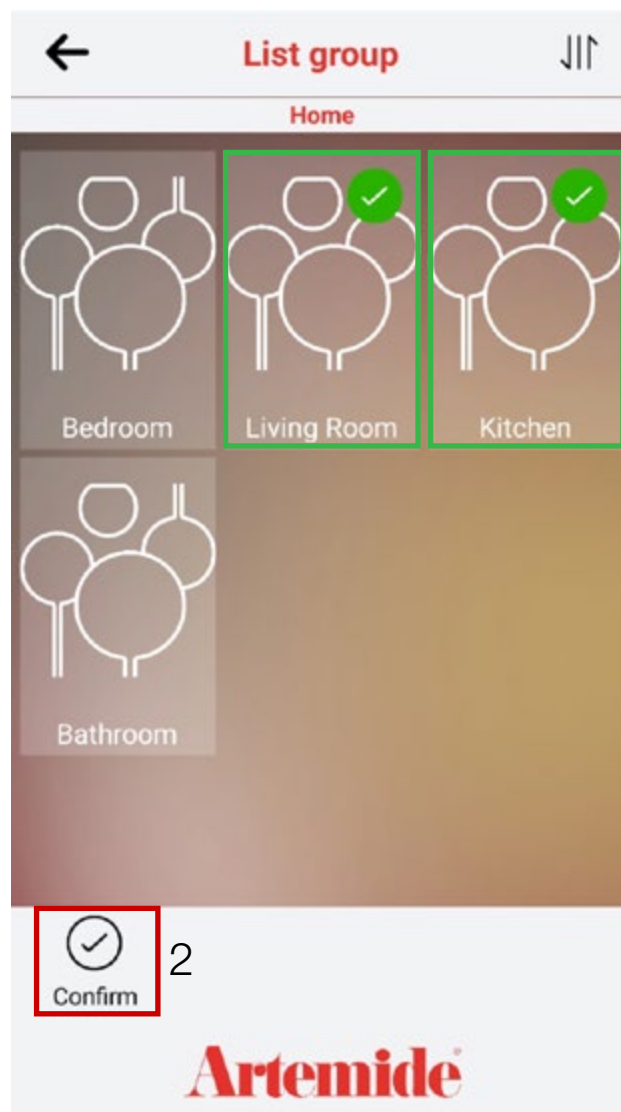 List group
Home
Bedroom
Living Room
Kitchen
Bathroom
2
Confirm
Artemide